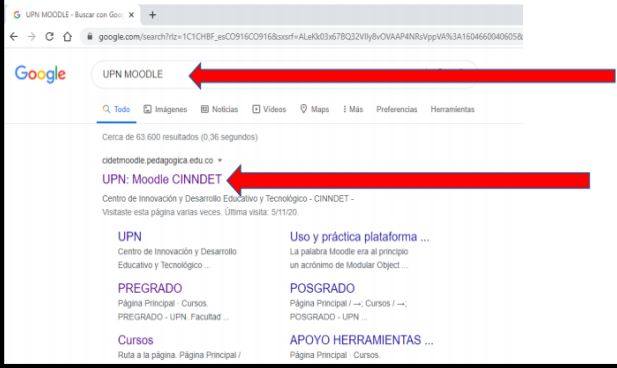 UPN MOODLE - Buscar con Goog
google.com/search?rlz=1C1CHBF_esCO916CO916&sxsrf=ALeKk03x67BQ32VIly8vOVAAP4NRsVppVA%3A1604660040605&
Google
UPN MOODLE
Todo Imágenes Noticias Vídeos Maps Más Preferencias Herramientas
Cerca de 63.600 resultados (0,36 segundos)
cidetmoodle.pedagogica.edu.co
UPN: Moodle CINNDET
Centro de Innovación y Desarrollo Educativo y Tecnológico - CINNDET -
Visitaste esta página varias veces. Última visita: 5/11/20.
UPN
Centro de Innovación y Desarrollo
Educativo y Tecnológico ...
Uso y práctica plataforma ...
La palabra Moodle era al principio
un acrónimo de Modular Object ...
PREGRADO
Página Principal · Cursos.
PREGRADO - UPN. Facultad ...
POSGRADO
Página Principal / →; Cursos / →;
POSGRADO - UPN ...
Cursos
Ruta a la página. Página Principal /
APOYO HERRAMIENTAS ...
Página Principal · Cursos.